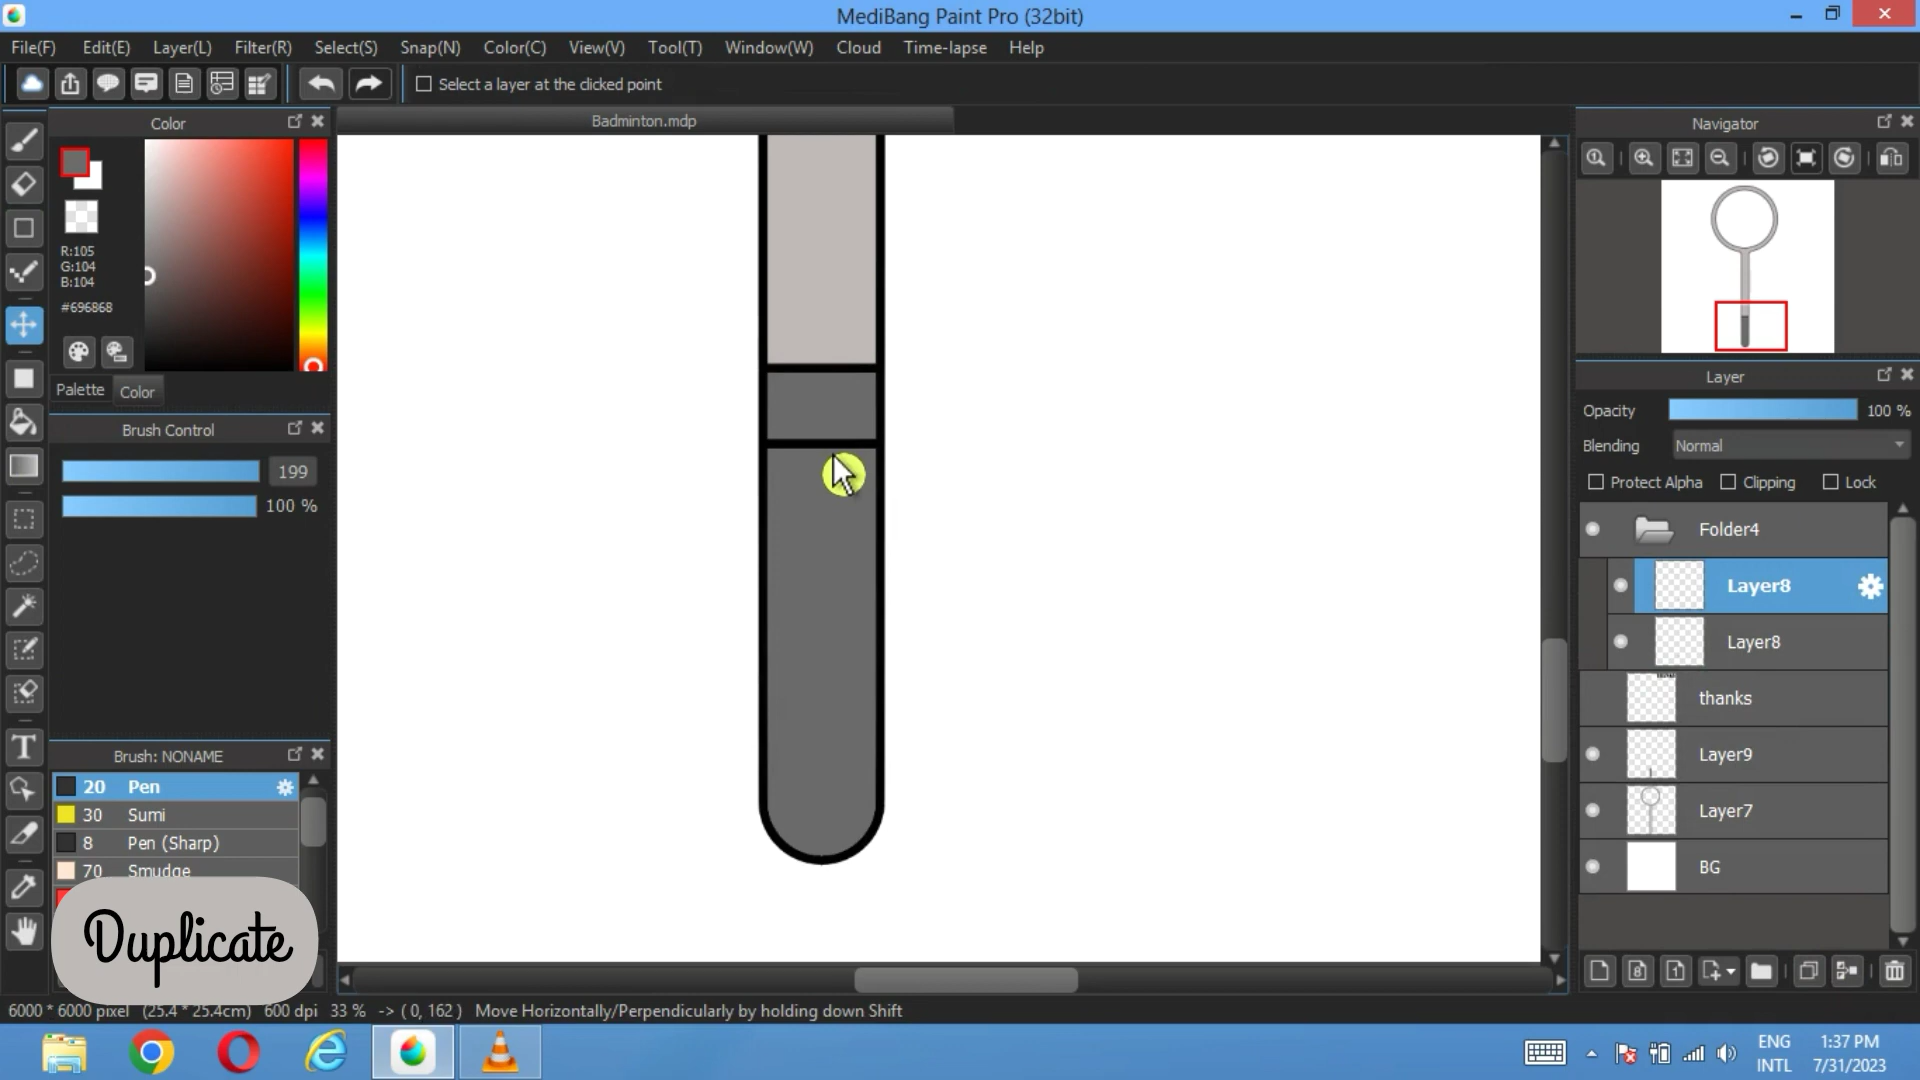 MediBang Paint Pro (32bit)
File(F) Edit(E) Layer(L) Filter(R) Select(S) Snap(N) Color(C) View(V) Tool(T) Window(W) Cloud Time-lapse Help
Select a layer at the clicked point
Color
Badminton.mdp
Navigator
R:105
G:104
B:104
#696868
Palette Color
Brush Control
199
100 %
Brush: NONAME
20 Pen
30 Sumi
8 Pen (Sharp)
70 Smudge
Duplicate
Layer
Opacity 100 %
Blending Normal
Protect Alpha Clipping Lock
Folder4
Layer8
Layer8
thanks
Layer9
Layer7
BG
6000 * 6000 pixel (25.4 * 25.4cm) 600 dpi 33 % -> ( 0, 162 ) Move Horizontally/Perpendicularly by holding down Shift
ENG
INTL
1:37 PM
7/31/2023